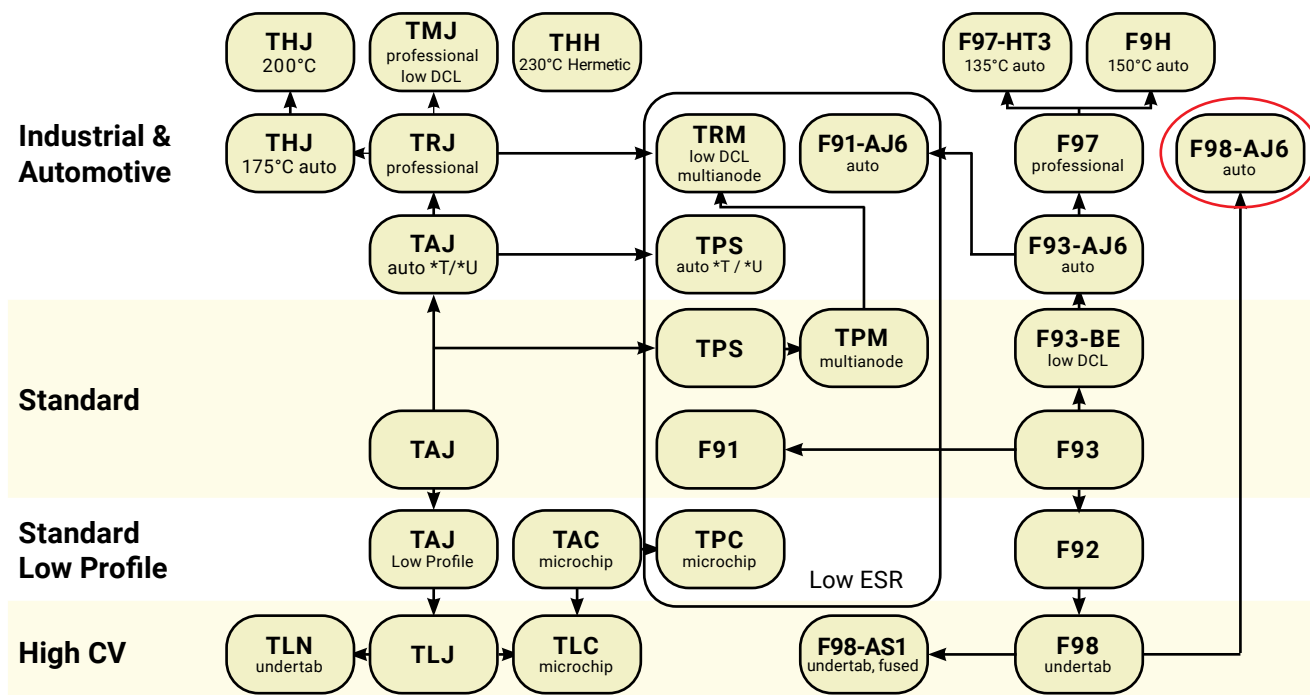 THJ
200°C
TMJ
professional
low DCL
THH
230°C Hermetic
F97-HT3
135°C auto
F9H
150°C auto
Industrial &
Automotive
THJ
175°C auto
TRJ
professional
TRM
low DCL
multianode
F91-AJ6
auto
F97
professional
F98-AJ6
auto
TAJ
auto *T/*U
TPS
auto *T / *U
F93-AJ6
auto
Standard
TPS
TPM
multianode
F93-BE
low DCL
TAJ
F91
F93
Standard
Low Profile
TAJ
Low Profile
TAC
microchip
TPC
microchip
Low ESR
F92
High CV
TLN
undertab
TLJ
TLC
microchip
F98-AS1
undertab, fused
F98
undertab